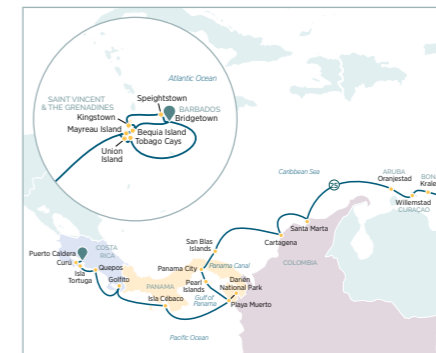 Atlantic Ocean
Speightstown
SAINT VINCENT
& THE GRENADINES
BARBADOS
Kingstown
Bridgetown
Mayreau Island
Bequia Island
Tobago Cays
Union
Island
Caribbean Sea
25
ARUBA
Oranjestad
BON
Krale
Willemstad
CURAÇAO
Santa Marta
Cartagena
COLOMBIA
San Blas
Islands
Panama Canal
Panama City
Darién
National Park
Pearl
Islands
Gulf of
Panama
Playa Muerto
COSTA
RICA
Puerto Caldera
Curú
Isla
Tortuga
Quepos
Golfito
PANAMA
Isla Cébaco
Pacific Ocean